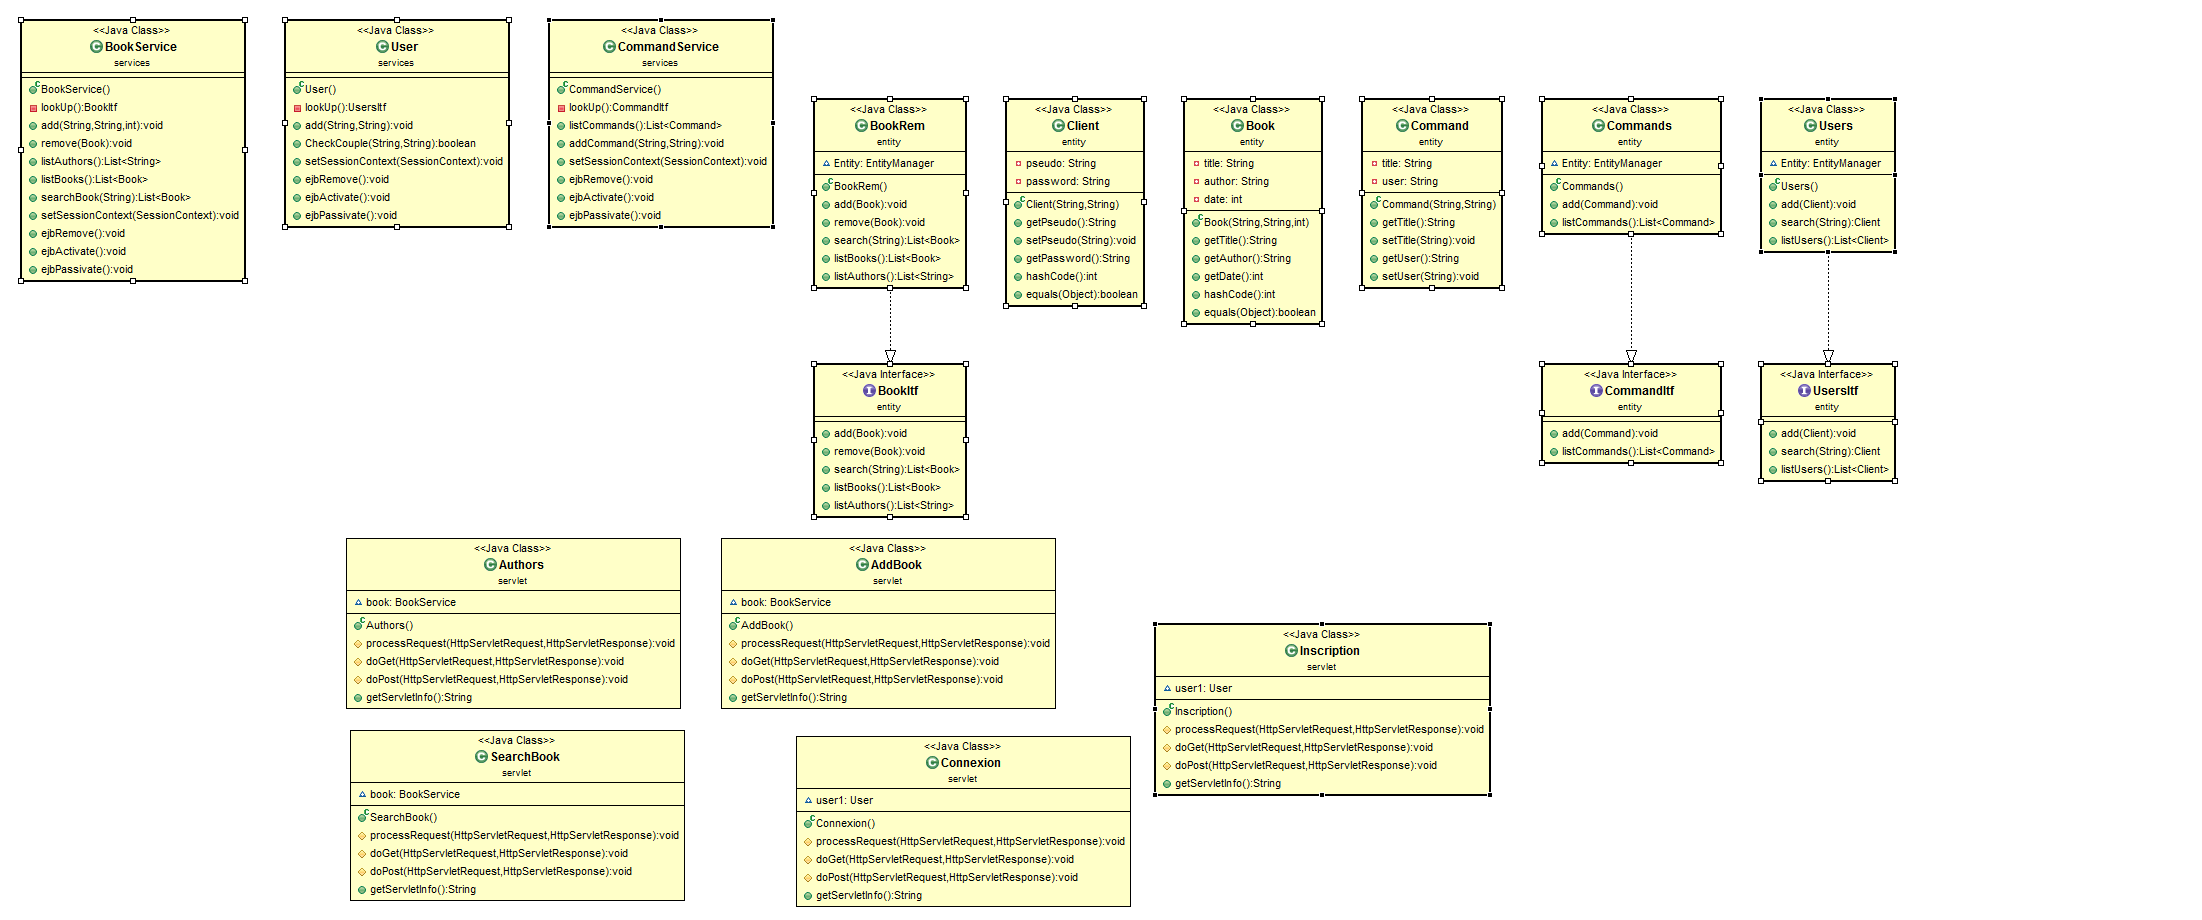 <<Java Class>>
BookService
services
BookService()
lookUp():BookItf
add(String,String,int):void
remove(Book):void
listAuthors():List<String>
listBooks():List<Book>
searchBook(String):List<Book>
setSessionContext(SessionContext):void
ejbRemove():void
ejbActivate():void
ejbPassivate():void
<<Java Class>>
User
services
User()
lookUp():UsersItf
add(String,String):void
CheckCouple(String,String):boolean
setSessionContext(SessionContext):void
ejbRemove():void
ejbActivate():void
ejbPassivate():void
<<Java Class>>
CommandService
services
CommandService()
lookUp():CommandItf
listCommands():List<Command>
addCommand(String,String):void
setSessionContext(SessionContext):void
ejbRemove():void
ejbActivate():void
ejbPassivate():void
<<Java Class>>
BookRem
entity
Entity: EntityManager
BookRem()
add(Book):void
remove(Book):void
search(String):List<Book>
listBooks():List<Book>
listAuthors():List<String>
<<Java Class>>
Client
entity
pseudo: String
password: String
Client(String,String)
getPseudo():String
setPseudo(String):void
getPassword():String
hashCode():int
equals(Object):boolean
<<Java Class>>
Book
entity
title: String
author: String
date: int
Book(String,String,int)
getTitle():String
getAuthor():String
getDate():int
hashCode():int
equals(Object):boolean
<<Java Class>>
Command
entity
title: String
user: String
Command(String,String)
getTitle():String
setTitle(String):void
getUser():String
setUser(String):void
<<Java Class>>
Commands
entity
Entity: EntityManager
Commands()
add(Command):void
listCommands():List<Command>
<<Java Class>>
Users
entity
Entity: EntityManager
Users()
add(Client):void
search(String):Client
listUsers():List<Client>
<<Java Interface>>
BookItf
entity
add(Book):void
remove(Book):void
search(String):List<Book>
listBooks():List<Book>
listAuthors():List<String>
<<Java Interface>>
CommandItf
entity
add(Command):void
listCommands():List<Command>
<<Java Interface>>
UsersItf
entity
add(Client):void
search(String):Client
listUsers():List<Client>
<<Java Class>>
Authors
servlet
book: BookService
Authors()
processRequest(HttpServletRequest,HttpServletResponse):void
doGet(HttpServletRequest,HttpServletResponse):void
doPost(HttpServletRequest,HttpServletResponse):void
getServletInfo():String
<<Java Class>>
AddBook
servlet
book: BookService
AddBook()
processRequest(HttpServletRequest,HttpServletResponse):void
doGet(HttpServletRequest,HttpServletResponse):void
doPost(HttpServletRequest,HttpServletResponse):void
getServletInfo():String
<<Java Class>>
Inscription
servlet
user1: User
Inscription()
processRequest(HttpServletRequest,HttpServletResponse):void
doGet(HttpServletRequest,HttpServletResponse):void
doPost(HttpServletRequest,HttpServletResponse):void
getServletInfo():String
<<Java Class>>
SearchBook
servlet
book: BookService
SearchBook()
processRequest(HttpServletRequest,HttpServletResponse):void
doGet(HttpServletRequest,HttpServletResponse):void
doPost(HttpServletRequest,HttpServletResponse):void
getServletInfo():String
<<Java Class>>
Connexion
servlet
user1: User
Connexion()
processRequest(HttpServletRequest,HttpServletResponse):void
doGet(HttpServletRequest,HttpServletResponse):void
doPost(HttpServletRequest,HttpServletResponse):void
getServletInfo():String